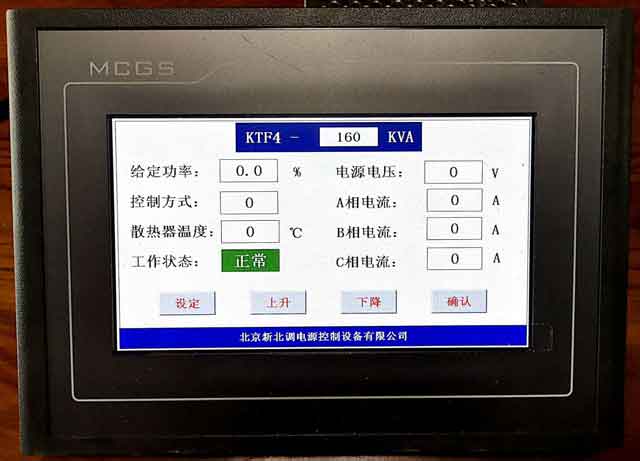 MCGS
KTF4 - 160 KVA
给定功率： 0.0 % 电源电压： 0 V
控制方式： 0 A相电流： 0 A
散热器温度： 0 ℃ B相电流： 0 A
工作状态： 正常 C相电流： 0 A
设定 上升 下降 确认
北京新北调电源控制设备有限公司